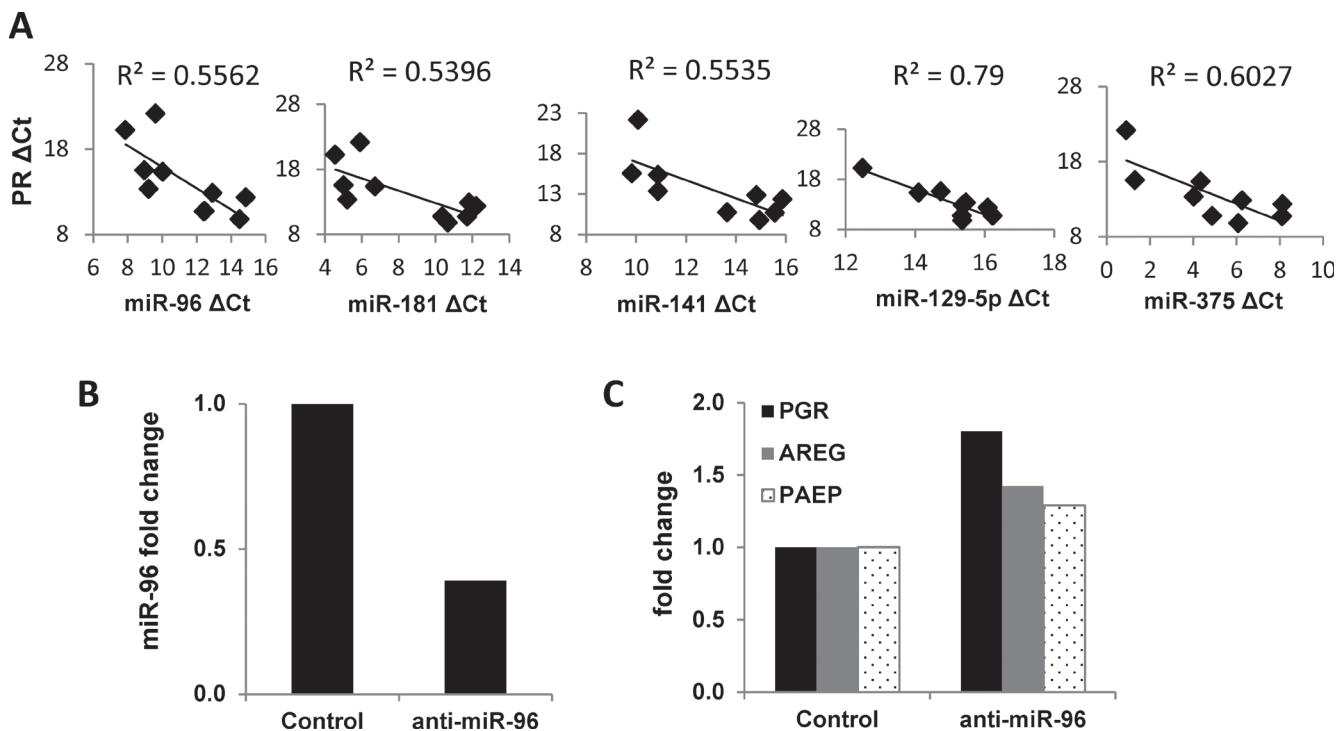 A
R² = 0.5562
R² = 0.5396
R² = 0.5535
R² = 0.79
R² = 0.6027
PR ΔCt
28
18
8
6 8 10 12 14 16
miR-96 ΔCt
28
18
8
4 6 8 10 12 14
miR-181 ΔCt
23
18
13
8
8 10 12 14 16
miR-141 ΔCt
28
18
8
12 14 16 18
miR-129-5p ΔCt
28
18
8
0 2 4 6 8 10
miR-375 ΔCt
B
miR-96 fold change
1.0
0.5
0.0
Control anti-miR-96
C
fold change
2.0
1.5
1.0
0.5
0.0
PGR
AREG
PAEP
Control anti-miR-96